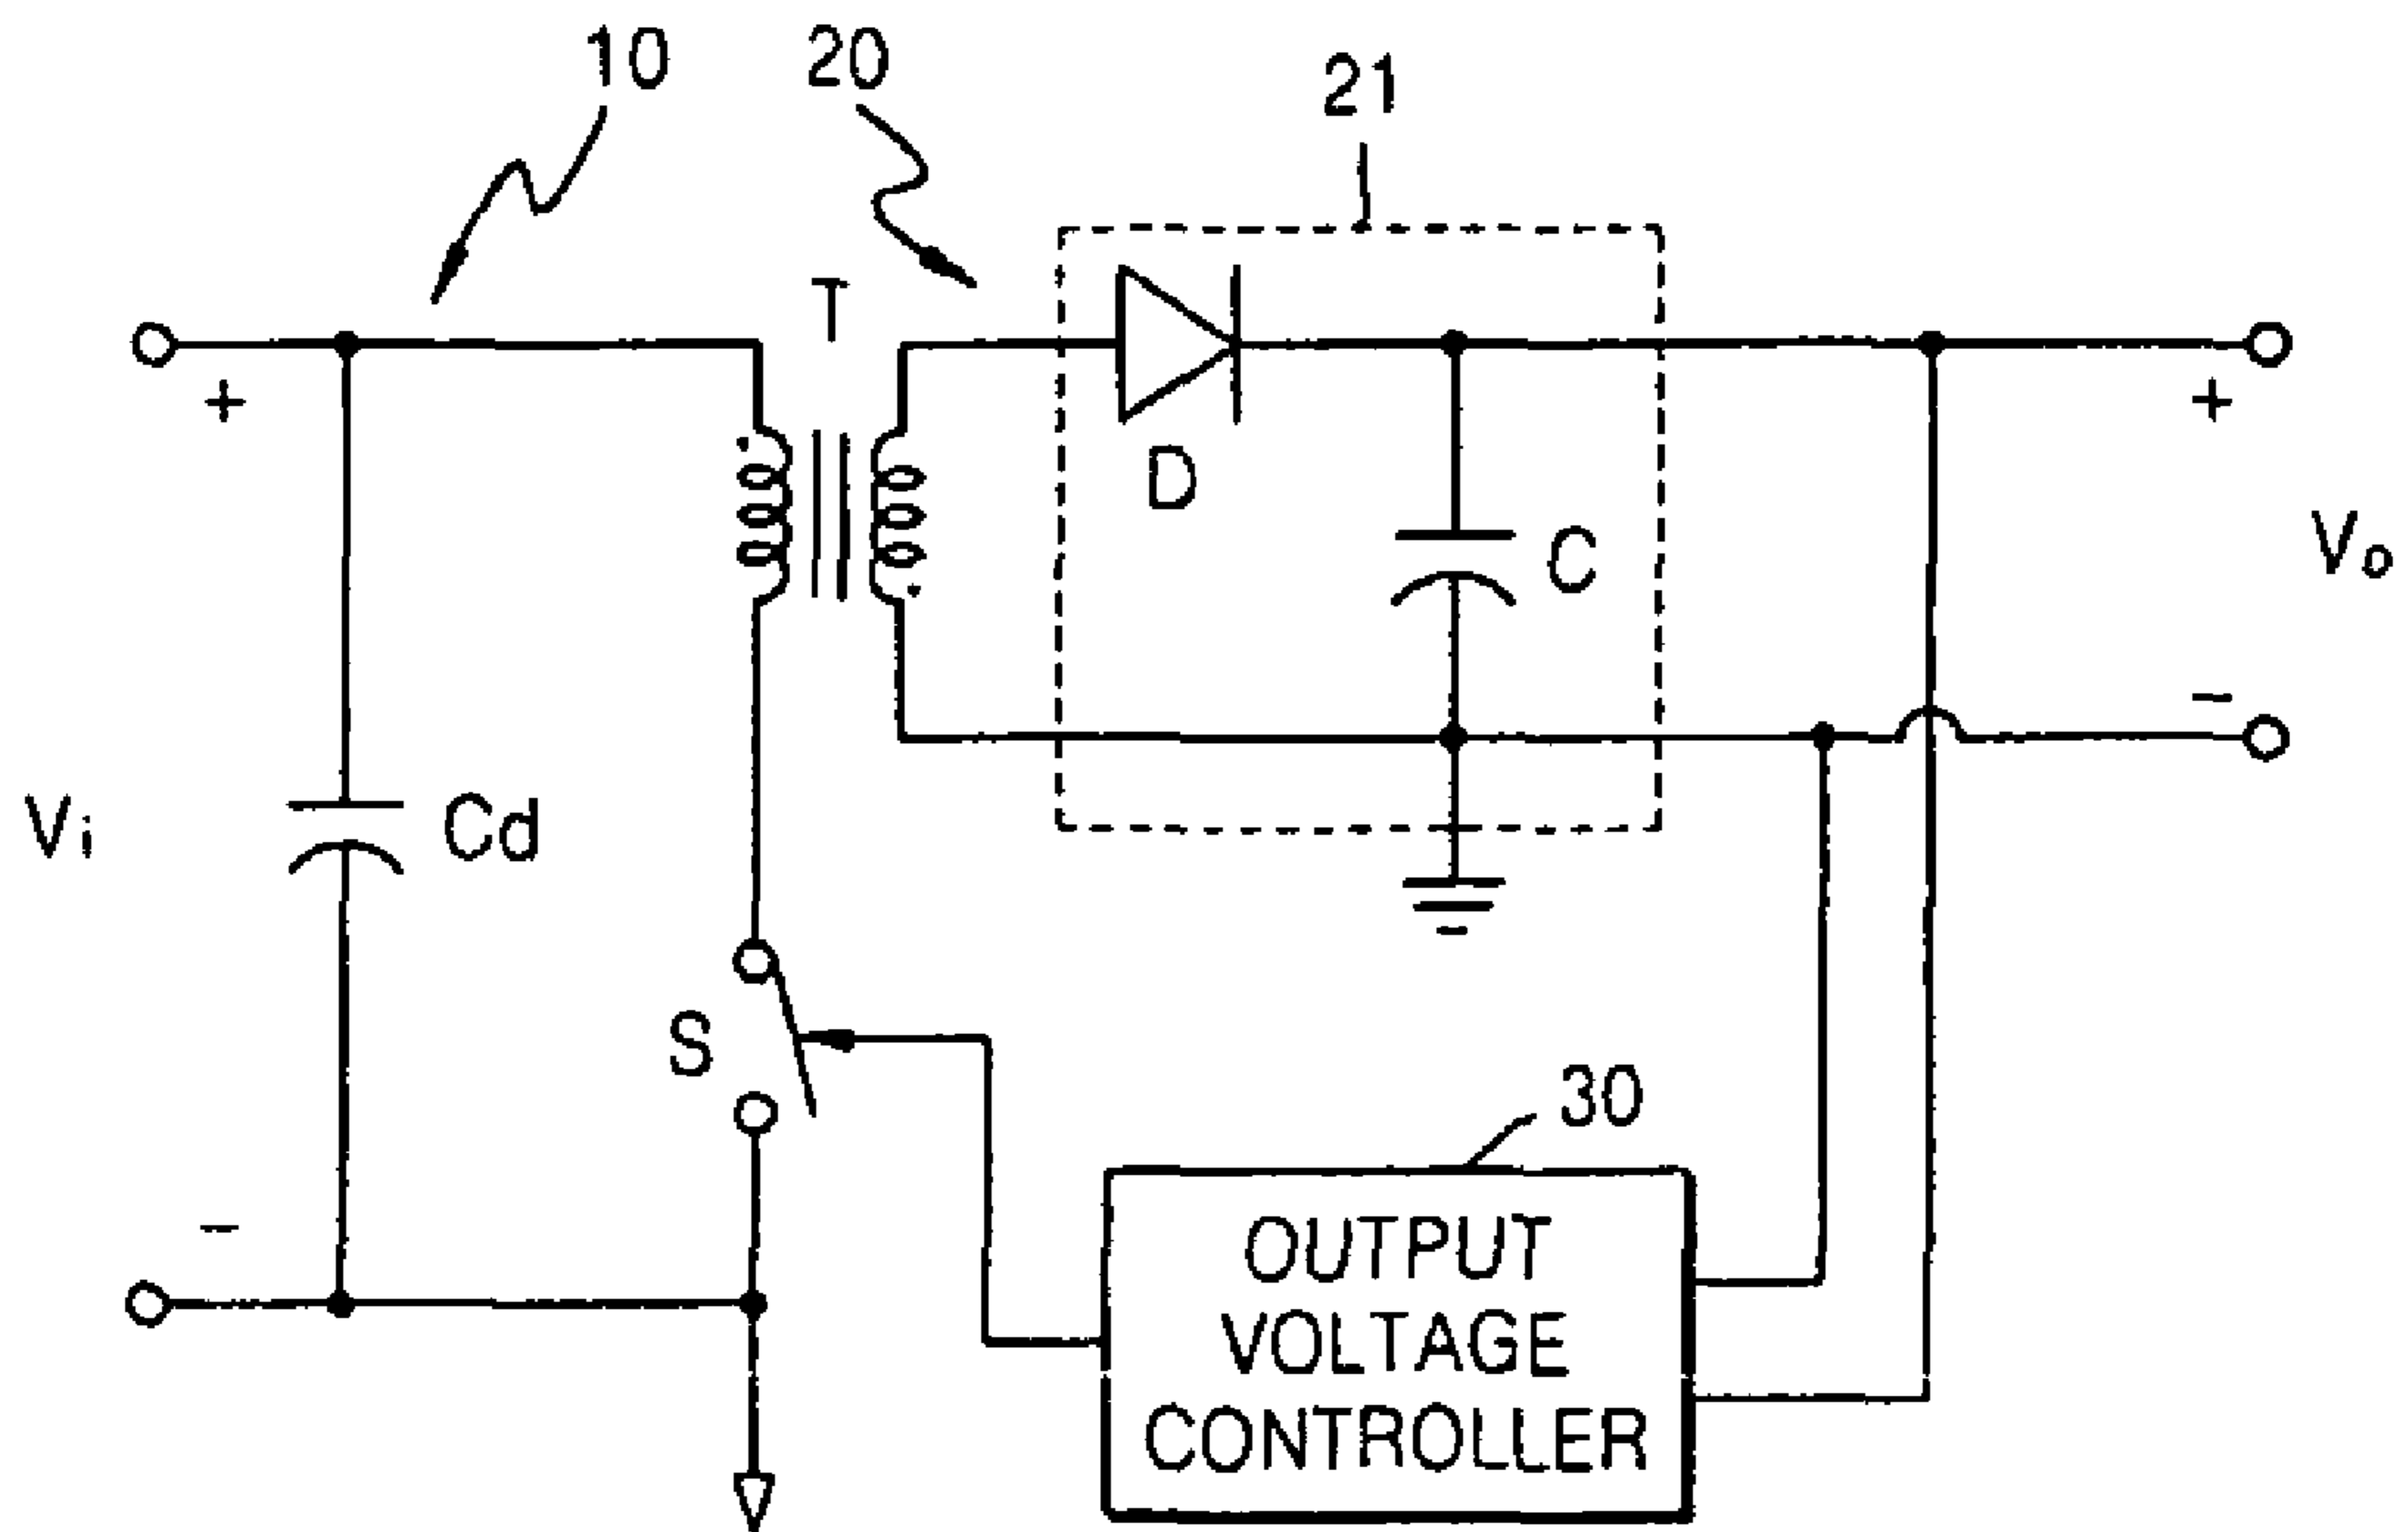 10
20
21
T
+
+
D
C
Vo
−
Vi
Cd
S
30
−
OUTPUT
VOLTAGE
CONTROLLER